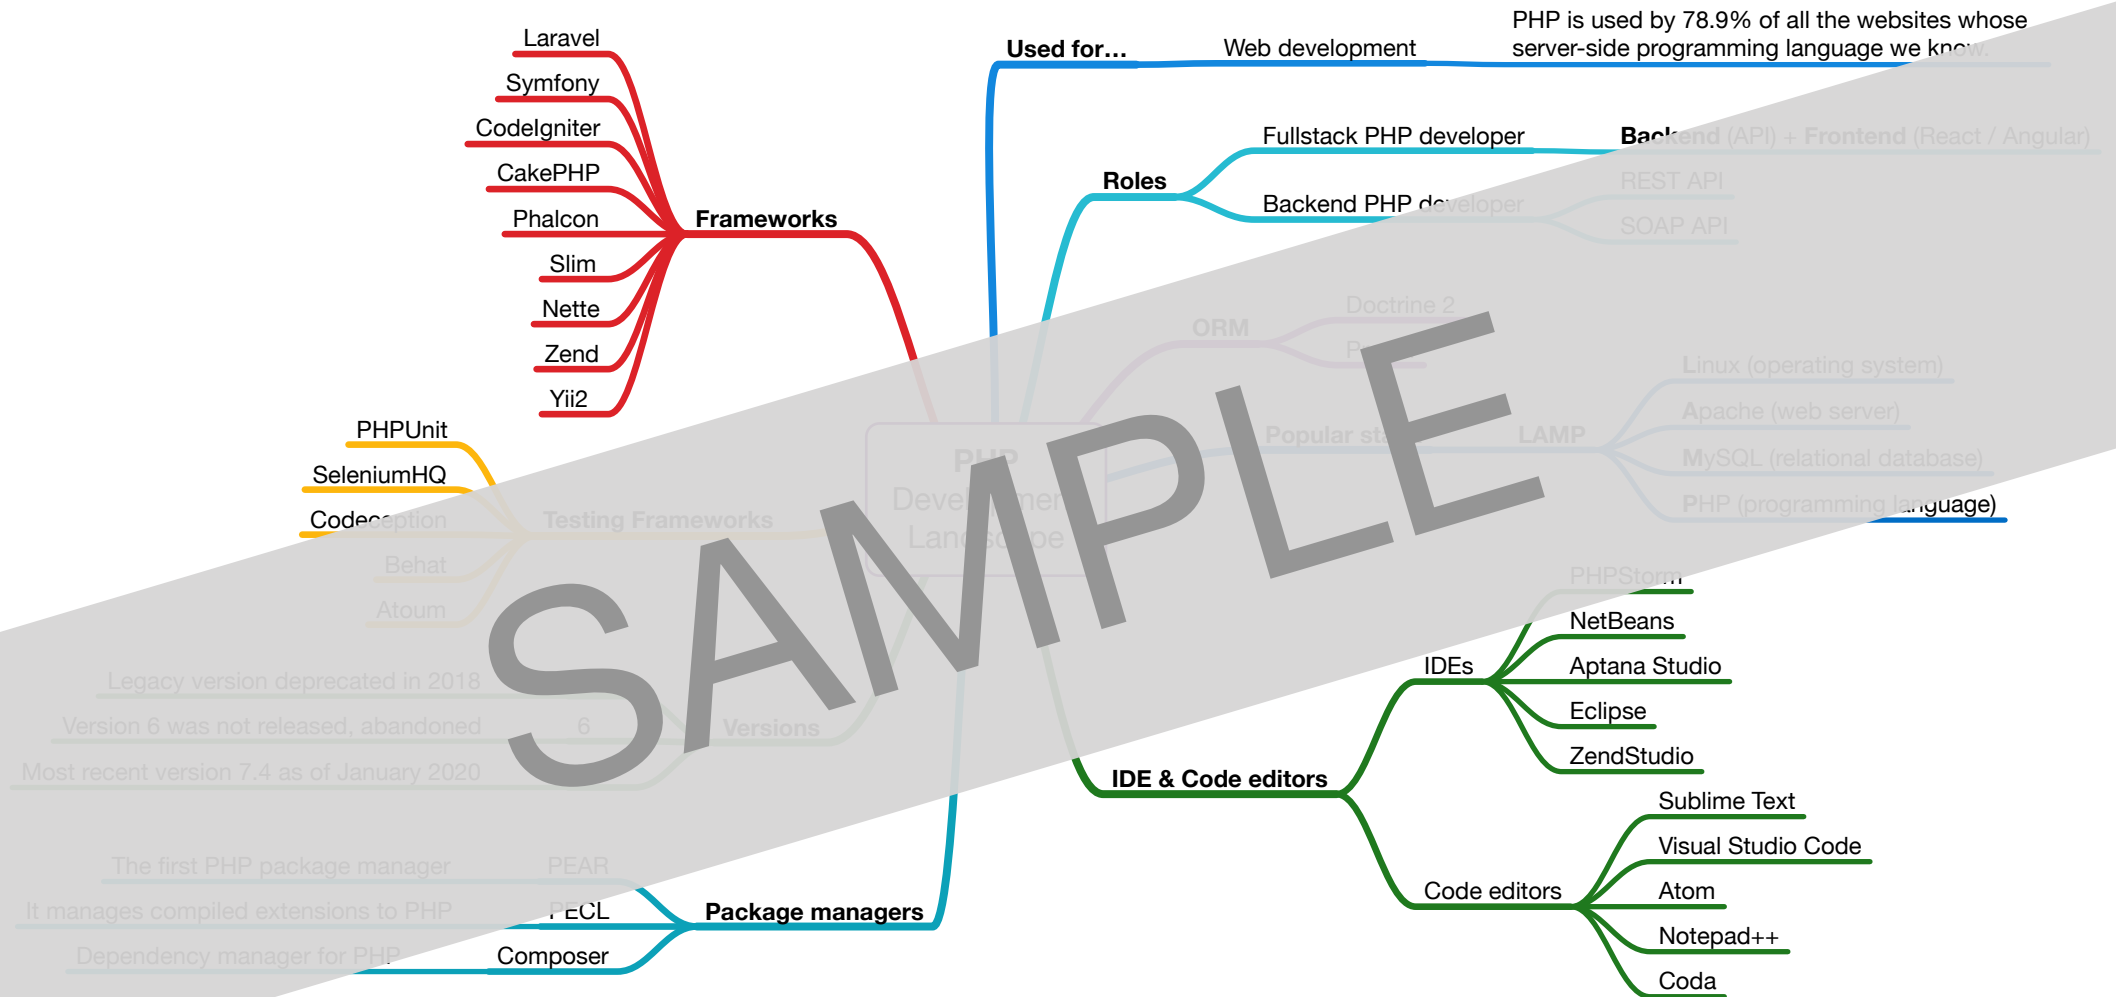 Laravel
Symfony
CodeIgniter
CakePHP
Phalcon
Slim
Nette
Zend
Yii2
Frameworks
PHPUnit
SeleniumHQ
Codeception
Behat
Atoum
Testing Frameworks
Legacy version deprecated in 2018
Version 6 was not released, abandoned
6
Most recent version 7.4 as of January 2020
Versions
The first PHP package manager
PEAR
It manages compiled extensions to PHP
PECL
Dependency manager for PHP
Composer
Package managers
PHP
Landscape
Used for...
Web development
PHP is used by 78.9% of all the websites whose
server-side programming language we know.
Roles
Fullstack PHP developer
Backend (API) + Frontend (React / Angular)
Backend PHP developer
REST API
SOAP API
ORM
Doctrine 2
Popular
LAMP
Linux (operating system)
Apache (web server)
MySQL (relational database)
PHP (programming language)
IDE & Code editors
IDEs
PHPStorm
NetBeans
Aptana Studio
Eclipse
ZendStudio
Code editors
Sublime Text
Visual Studio Code
Atom
Notepad++
Coda
SAMPLE